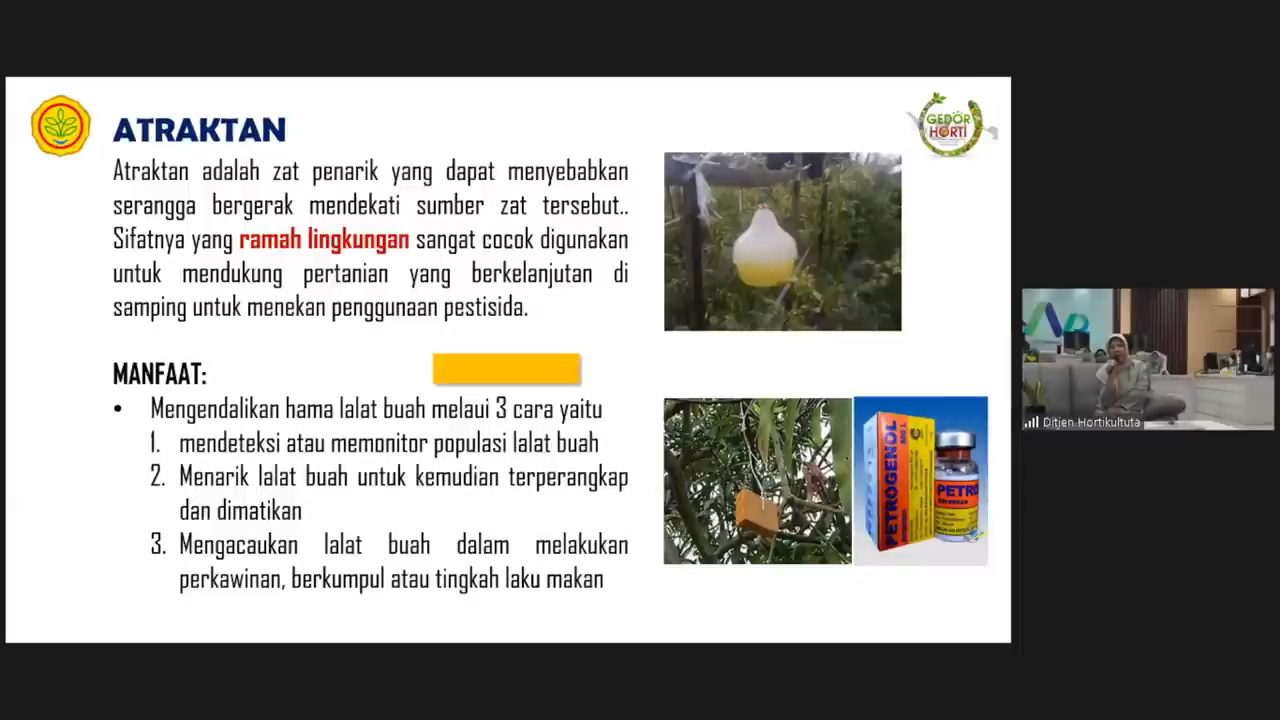 ATRAKTAN
Atraktan adalah zat penarik yang dapat menyebabkan
serangga bergerak mendekati sumber zat tersebut..
Sifatnya yang ramah lingkungan sangat cocok digunakan
untuk mendukung pertanian yang berkelanjutan di
samping untuk menekan penggunaan pestisida.
MANFAAT:
• Mengendalikan hama lalat buah melaui 3 cara yaitu
1. mendeteksi atau memonitor populasi lalat buah
2. Menarik lalat buah untuk kemudian terperangkap
dan dimatikan
3. Mengacaukan lalat buah dalam melakukan
perkawinan, berkumpul atau tingkah laku makan
GEDOR
HORTI
PETROGENOL
800 L
PETRO
Ditjen Hortikultuta